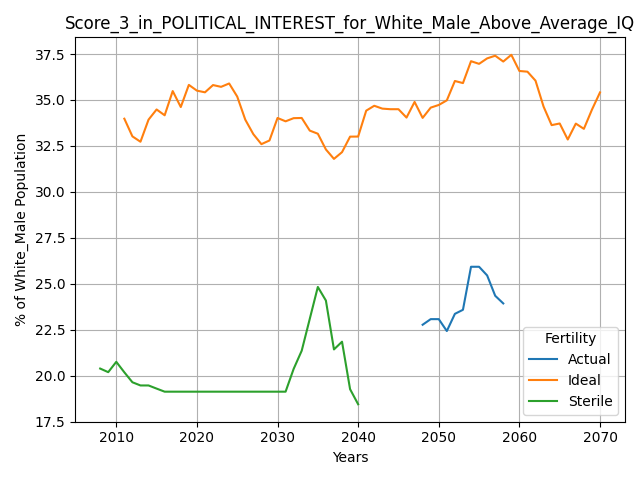 Score_3_in_POLITICAL_INTEREST_for_White_Male_Above_Average_IQ
% of White_Male Population
37.5
35.0
32.5
30.0
27.5
25.0
22.5
20.0
17.5
2010
2020
2030
2040
2050
2060
2070
Years
Fertility
Actual
Ideal
Sterile